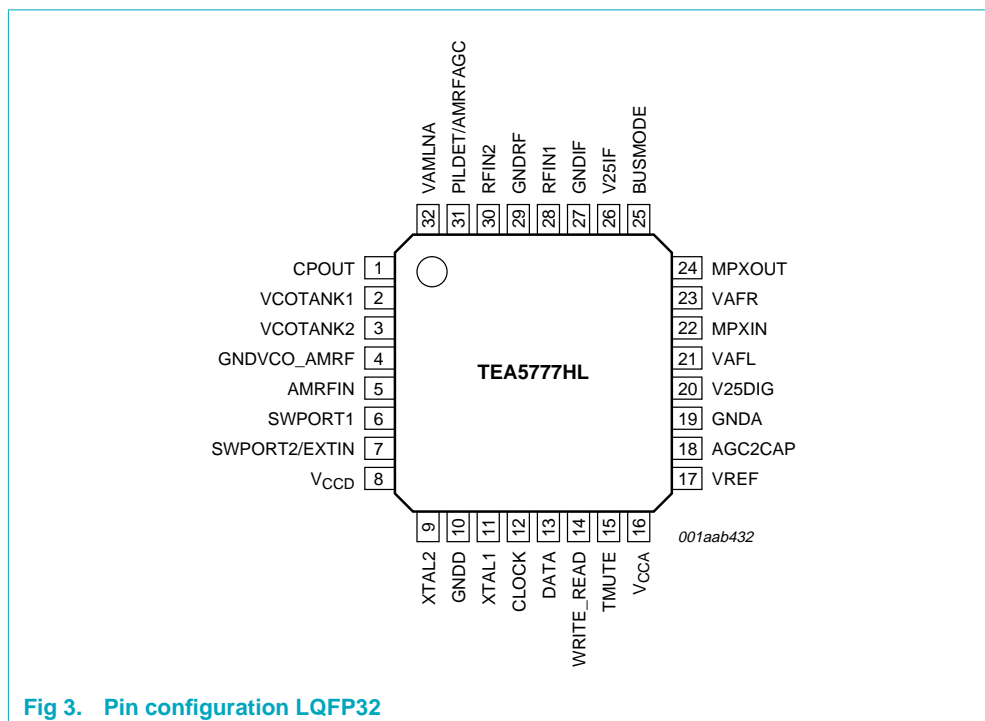 VAMLNA
PILDET/AMRFAGC
RFIN2
GNDRF
RFIN1
GNDIF
V25IF
BUSMODE
32
31
30
29
28
27
26
25
CPOUT 1
VCOTANK1 2
VCOTANK2 3
GNDVCO_AMRF 4
AMRFIN 5
SWPORT1 6
SWPORT2/EXTIN 7
VCCD 8
TEA5777HL
24 MPXOUT
23 VAFR
22 MPXIN
21 VAFL
20 V25DIG
19 GNDA
18 AGC2CAP
17 VREF
9
10
11
12
13
14
15
16
XTAL2
GNDD
XTAL1
CLOCK
DATA
WRITE_READ
TMUTE
VCCA
001aab432
Fig 3. Pin configuration LQFP32